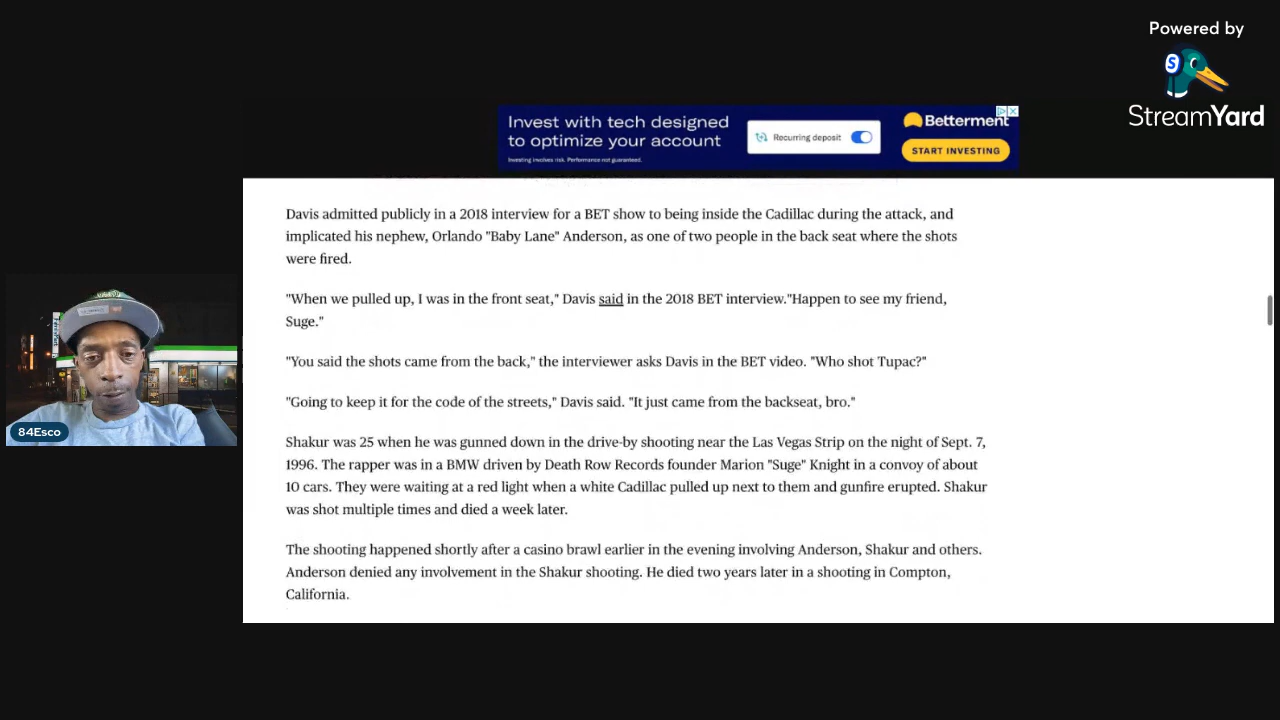 Powered by
StreamYard
Invest with tech designed
to optimize your account
Investing involves risk. Performance not guaranteed.
Recurring deposit
Betterment
START INVESTING
Davis admitted publicly in a 2018 interview for a BET show to being inside the Cadillac during the attack, and
implicated his nephew, Orlando "Baby Lane" Anderson, as one of two people in the back seat where the shots
were fired.
"When we pulled up, I was in the front seat," Davis said in the 2018 BET interview."Happen to see my friend,
Suge."
"You said the shots came from the back," the interviewer asks Davis in the BET video. "Who shot Tupac?"
"Going to keep it for the code of the streets," Davis said. "It just came from the backseat, bro."
Shakur was 25 when he was gunned down in the drive-by shooting near the Las Vegas Strip on the night of Sept. 7,
1996. The rapper was in a BMW driven by Death Row Records founder Marion "Suge" Knight in a convoy of about
10 cars. They were waiting at a red light when a white Cadillac pulled up next to them and gunfire erupted. Shakur
was shot multiple times and died a week later.
The shooting happened shortly after a casino brawl earlier in the evening involving Anderson, Shakur and others.
Anderson denied any involvement in the Shakur shooting. He died two years later in a shooting in Compton,
California.
84Esco